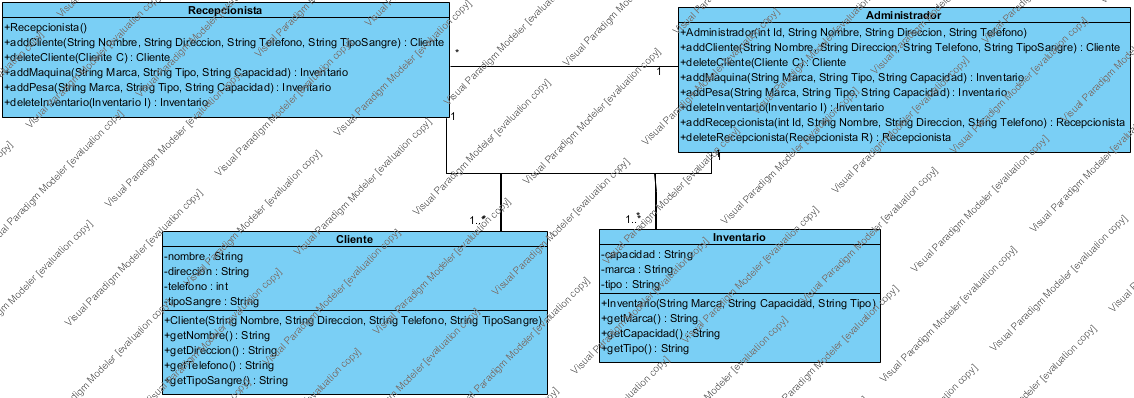 Recepcionista
+Recepcionista()
+addCliente(String Nombre, String Direccion, String Telefono, String TipoSangre) : Cliente
+deleteCliente(Cliente C) : Cliente
+addMaquina(String Marca, String Tipo, String Capacidad) : Inventario
+addPesa(String Marca, String Tipo, String Capacidad) : Inventario
+deleteInventario(Inventario I) : Inventario
Administrador
+Administrador(int Id, String Nombre, String Direccion, String Telefono)
+addCliente(String Nombre, String Direccion, String Telefono, String TipoSangre) : Cliente
+deleteCliente(Cliente C) : Cliente
+addMaquina(String Marca, String Tipo, String Capacidad) : Inventario
+addPesa(String Marca, String Tipo, String Capacidad) : Inventario
+deleteInventario(Inventario I) : Inventario
+addRecepcionista(int Id, String Nombre, String Direccion, String Telefono) : Recepcionista
+deleteRecepcionista(Recepcionista R) : Recepcionista
*
1
1
1
1..*
1..*
Cliente
-nombre : String
-direccion : String
-telefono : int
-tipoSangre : String
+Cliente(String Nombre, String Direccion, String Telefono, String TipoSangre)
+getNombre() : String
+getDireccion() : String
+getTelefono() : String
+getTipoSangre() : String
Inventario
-capacidad : String
-marca : String
-tipo : String
+Inventario(String Marca, String Capacidad, String Tipo)
+getMarca() : String
+getCapacidad() : String
+getTipo() : String
Visual Paradigm Modeler [evaluation copy]